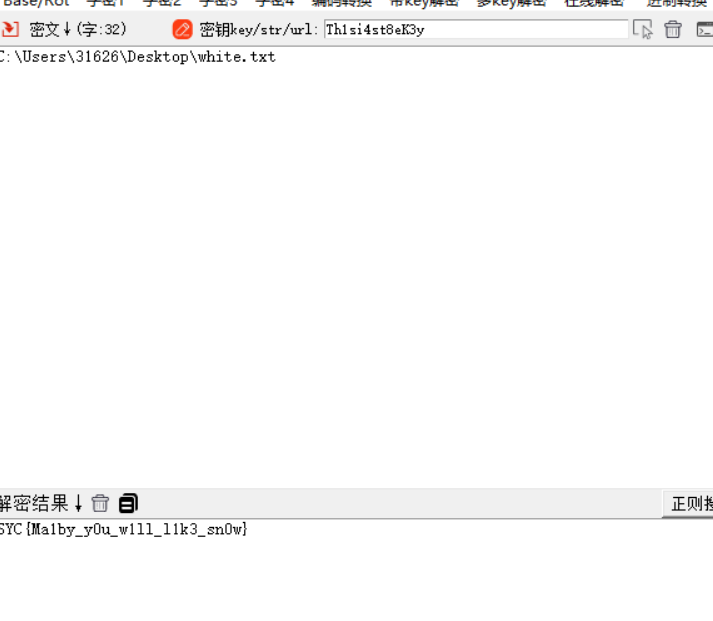 Base/Rot 字密1 字密2 字密3 字密4 编码转换 带key解密 多key解密 在线解密 进制转换
密文↓(字:32) 密钥key/str/url: Th1si4st8eK3y
C:\Users\31626\Desktop\white.txt
解密结果↓ 正则搜
SYC{Ma1by_y0u_w1ll_l1k3_sn0w}